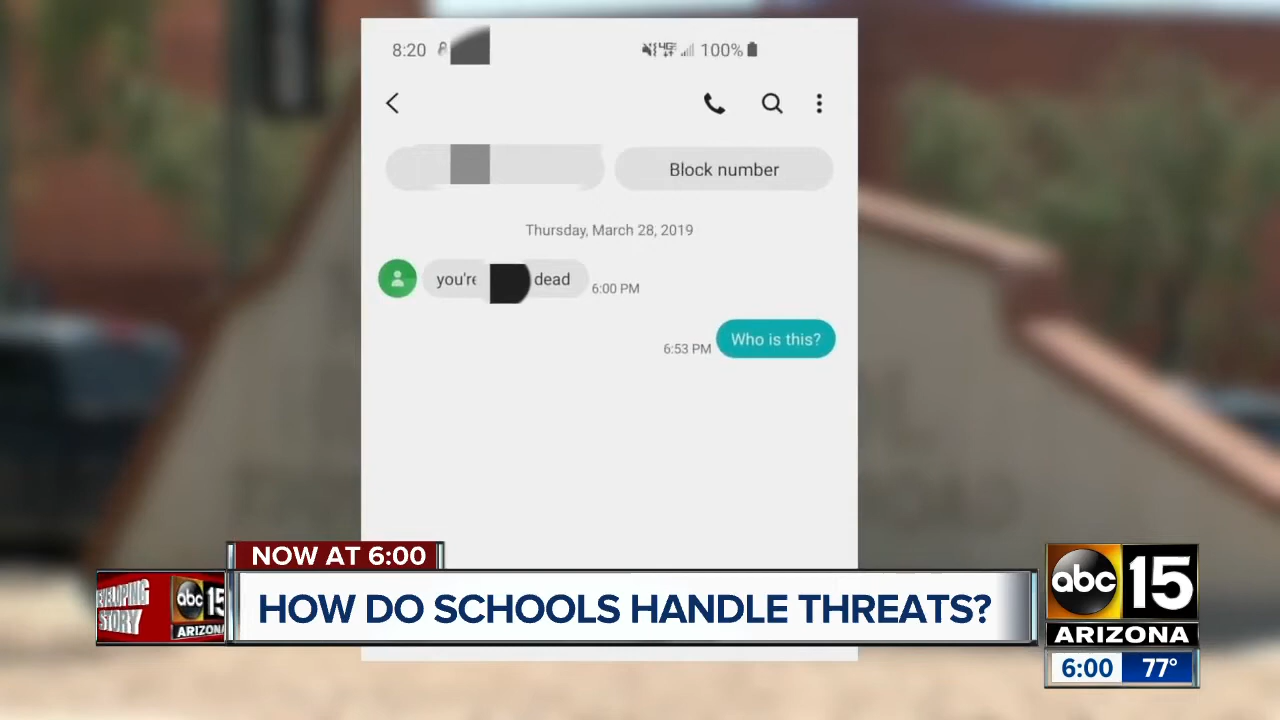 8:20
4G
100%
Block number
Thursday, March 28, 2019
you're dead 6:00 PM
6:53 PM Who is this?
NOW AT 6:00
DEVELOPING
STORY
abc 15
ARIZONA
HOW DO SCHOOLS HANDLE THREATS?
abc 15
ARIZONA
6:00 77°